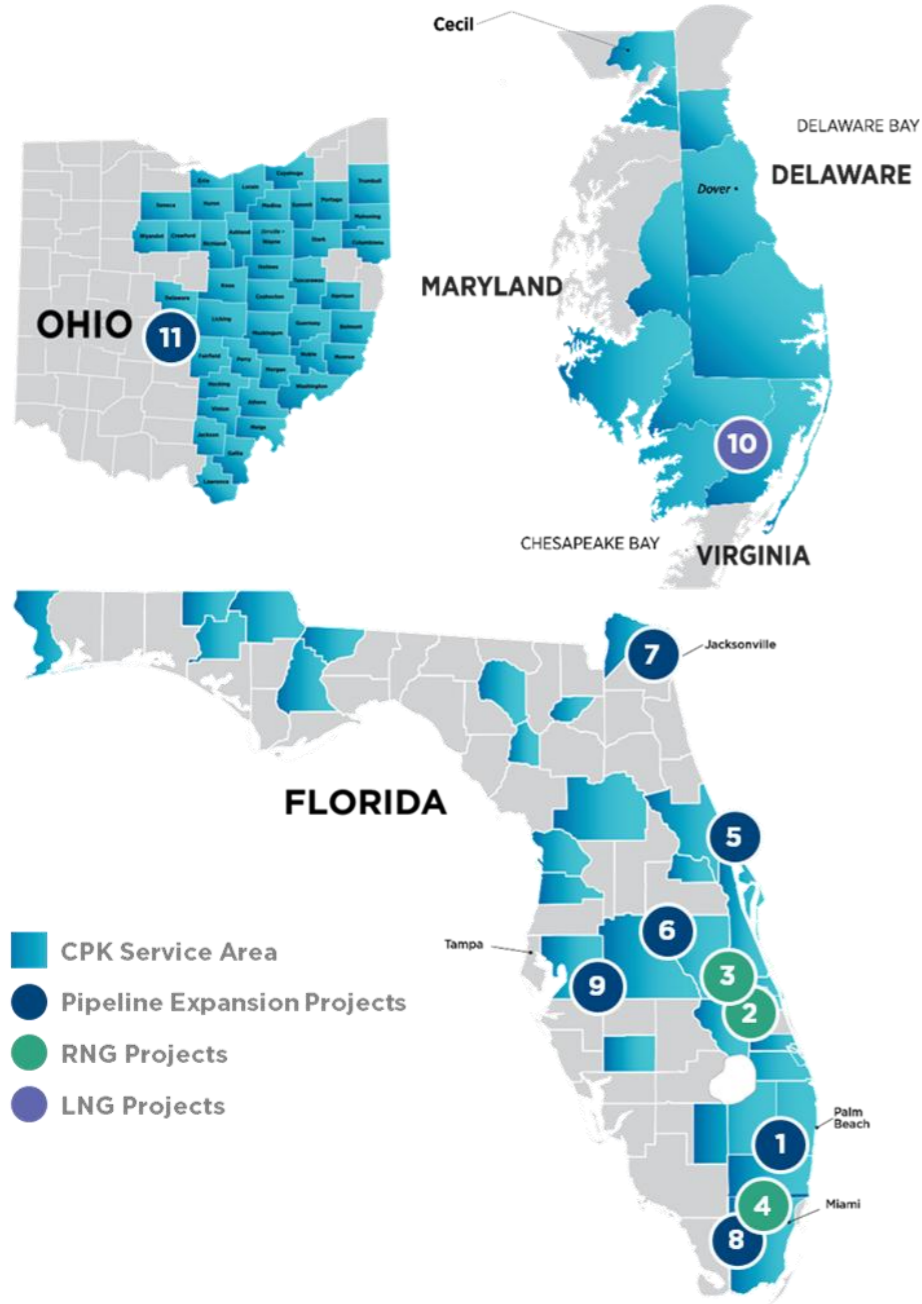 Cecil
DELAWARE BAY
DELAWARE
Dover
MARYLAND
10
CHESAPEAKE BAY
VIRGINIA
Erie
Lorain
Cuyahoga
Trumbull
Seneca
Huron
Medina
Summit
Portage
Mahoning
Wyandot
Crawford
Richland
Ashland
Orrville
Wayne
Stark
Columbiana
Holmes
Tuscarawas
Delaware
Knox
Coshocton
Harrison
OHIO
11
Licking
Muskingum
Guernsey
Belmont
Fairfield
Perry
Noble
Monroe
Morgan
Hocking
Washington
Vinton
Athens
Meigs
Jackson
Gallia
Lawrence
7
Jacksonville
FLORIDA
5
6
Tampa
9
3
2
Palm
Beach
1
4
Miami
8
CPK Service Area
Pipeline Expansion Projects
RNG Projects
LNG Projects